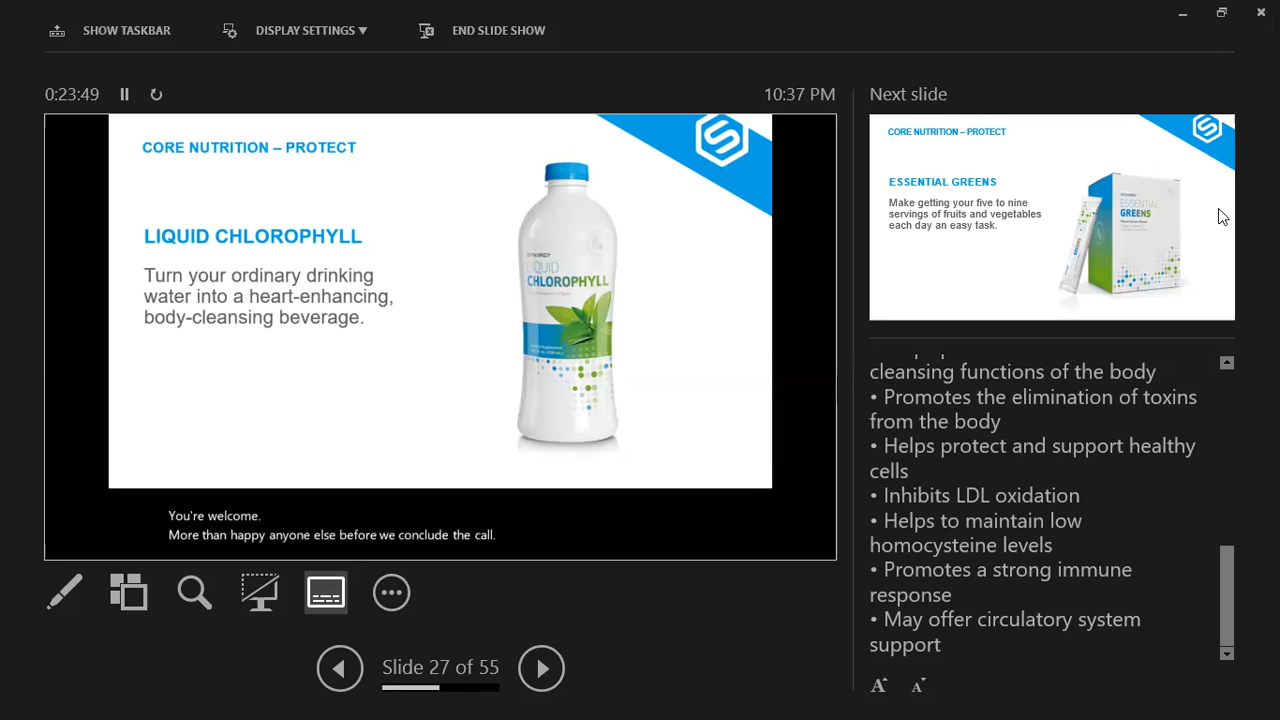 SHOW TASKBAR
DISPLAY SETTINGS ▼
END SLIDE SHOW
0:23:49
10:37 PM
CORE NUTRITION – PROTECT
LIQUID CHLOROPHYLL
Turn your ordinary drinking
water into a heart-enhancing,
body-cleansing beverage.
SYNERGY
LIQUID
CHLOROPHYLL
You're welcome.
More than happy anyone else before we conclude the call.
Slide 27 of 55
Next slide
CORE NUTRITION – PROTECT
ESSENTIAL GREENS
Make getting your five to nine
servings of fruits and vegetables
each day an easy task.
SYNERGY
ESSENTIAL
GREENS
cleansing functions of the body
• Promotes the elimination of toxins
from the body
• Helps protect and support healthy
cells
• Inhibits LDL oxidation
• Helps to maintain low
homocysteine levels
• Promotes a strong immune
response
• May offer circulatory system
support
A A